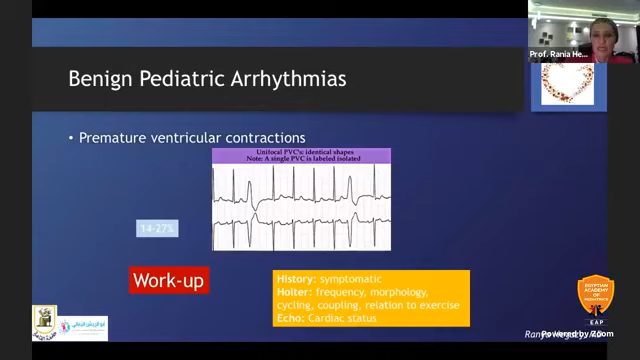 Prof. Rania He...
Benign Pediatric Arrhythmias
• Premature ventricular contractions
Unifocal PVC's: identical shapes
Note: A single PVC is labeled isolated
14-27%
Work-up
History: symptomatic
Holter: frequency, morphology,
cycling, coupling, relation to exercise
Echo: Cardiac status
EGYPTIAN
ACADEMY
OF
PEDIATRICS
EAP
Powered by Zoom